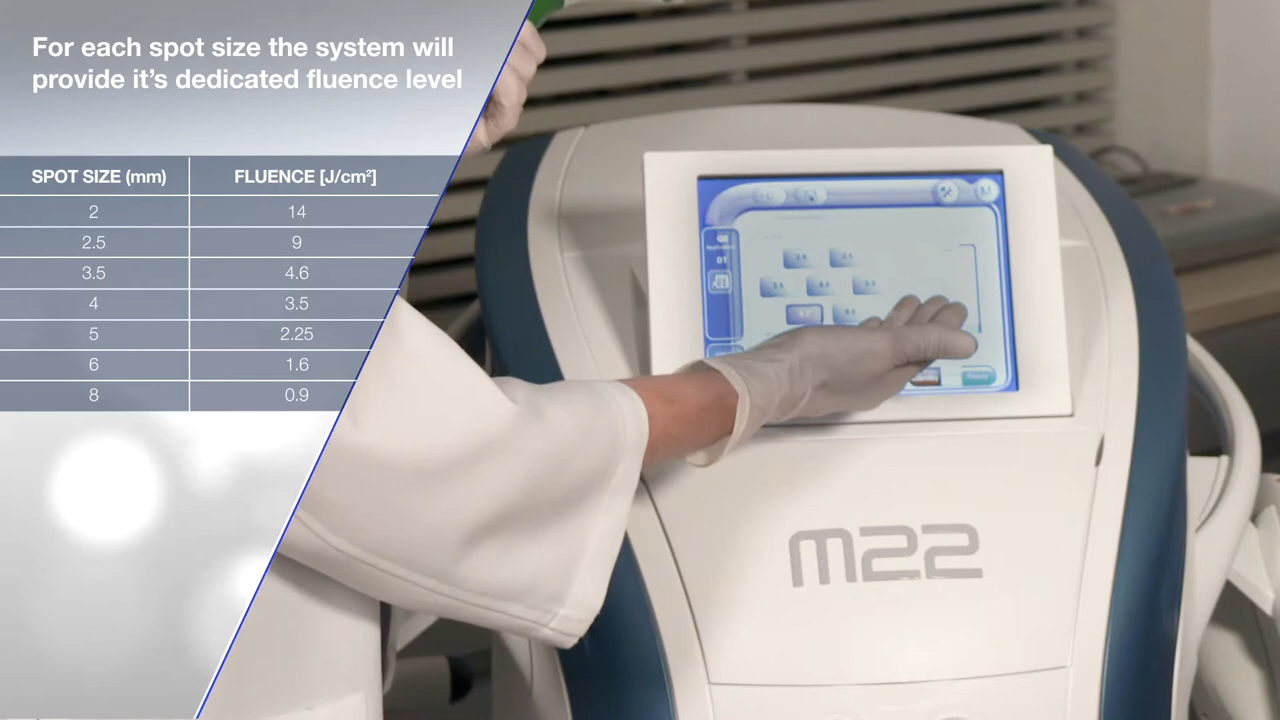 For each spot size the system will
provide it's dedicated fluence level
SPOT SIZE (mm) FLUENCE [J/cm²]
2 14
2.5 9
3.5 4.6
4 3.5
5 2.25
6 1.6
8 0.9
DT
M
m22